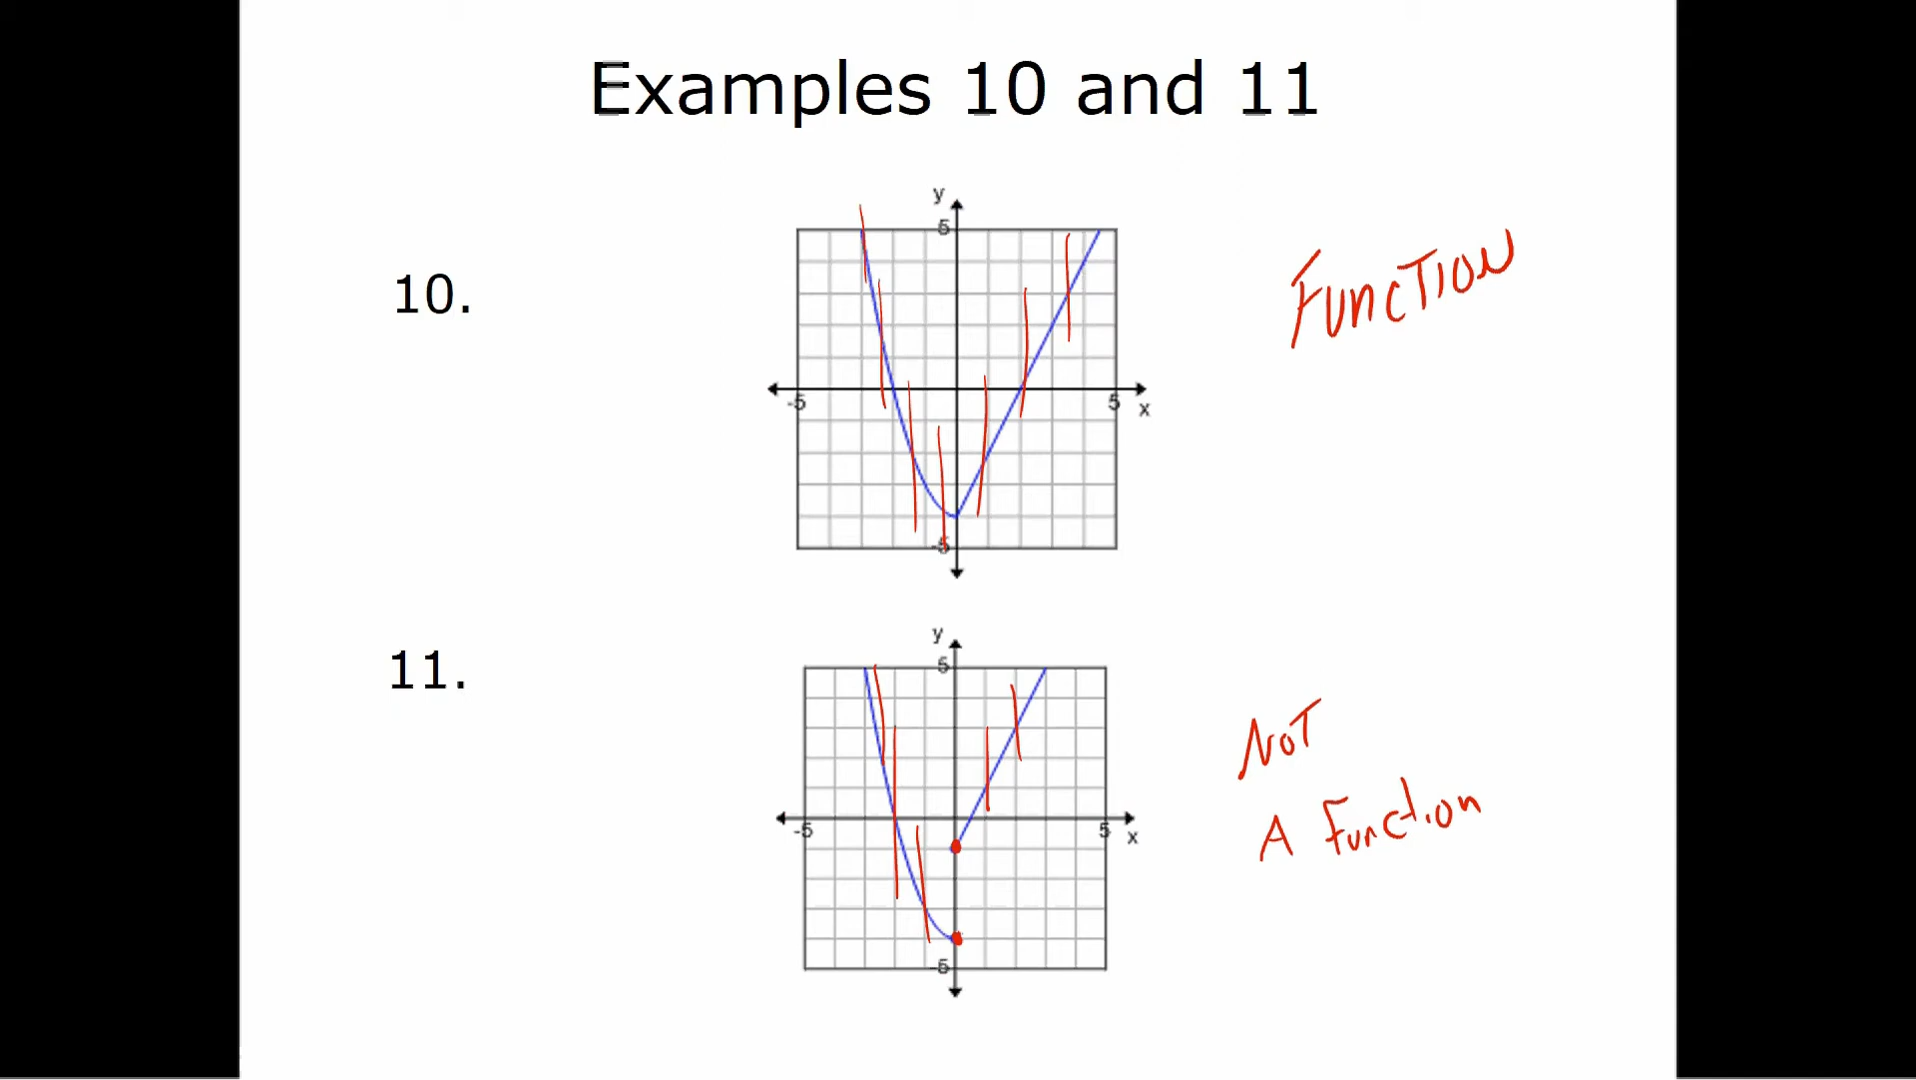 Examples 10 and 11
y
5
10.
FUNCTION
-5
5
x
-5
y
5
11.
NOT
A Function
-5
5
x
-5